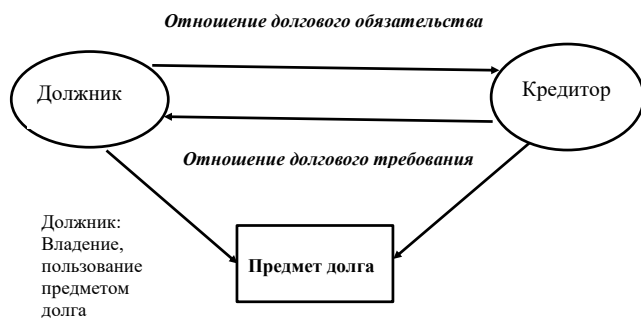 Отношение долгового обязательства
Должник
Кредитор
Отношение долгового требования
Должник:
Владение,
пользование
предметом
долга
Предмет долга